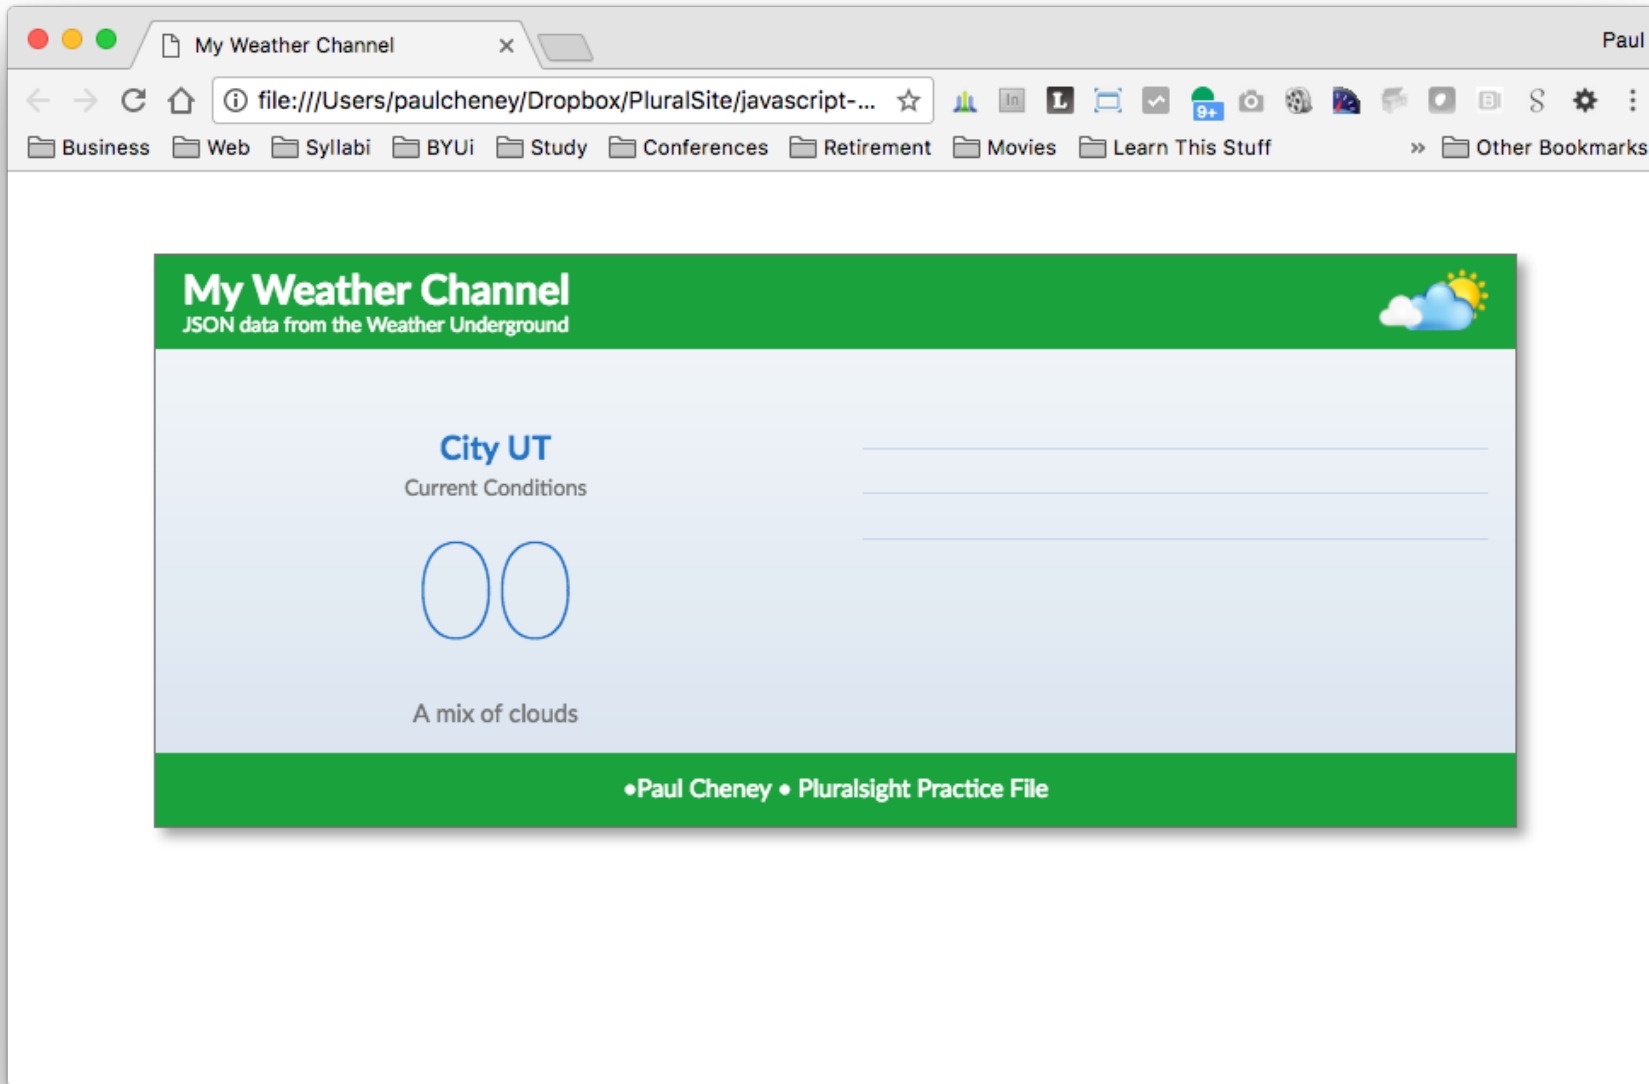 My Weather Channel
Paul
file:///Users/paulcheney/Dropbox/PluralSite/javascript-...
In
L
9+
B
S
Business Web Syllabi BYUi Study Conferences Retirement Movies Learn This Stuff » Other Bookmarks
My Weather Channel
JSON data from the Weather Underground
City UT
Current Conditions
00
A mix of clouds
•Paul Cheney • Pluralsight Practice File